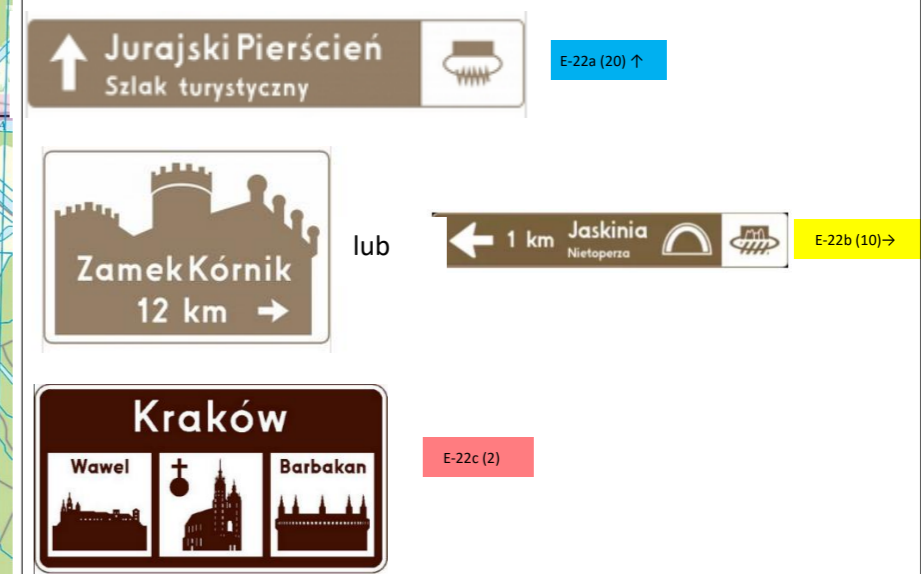 Jurajski Pierścień
Szlak turystyczny
E-22a (20) ↑
Zamek Kórnik
12 km →
lub
← 1 km Jaskinia
Nietoperza
E-22b (10)→
Kraków
Wawel
Barbakan
E-22c (2)